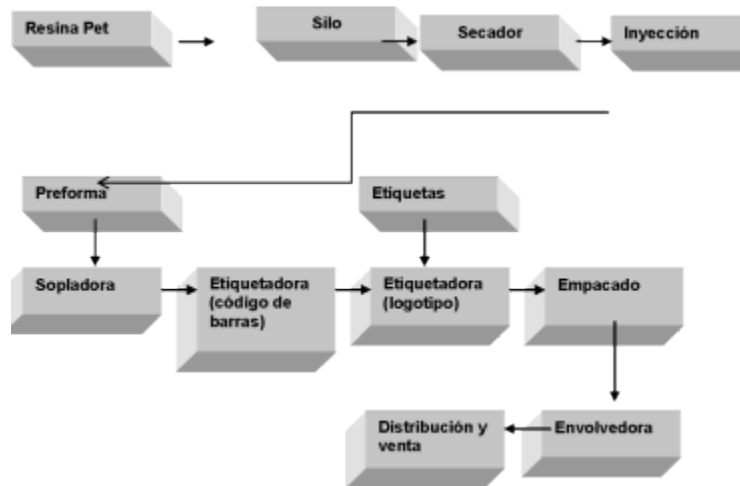 Resina Pet
Silo
Secador
Inyección
Preforma
Etiquetas
Sopladora
Etiquetadora
(código de
barras)
Etiquetadora
(logotipo)
Empacado
Distribución y
venta
Envolvedora